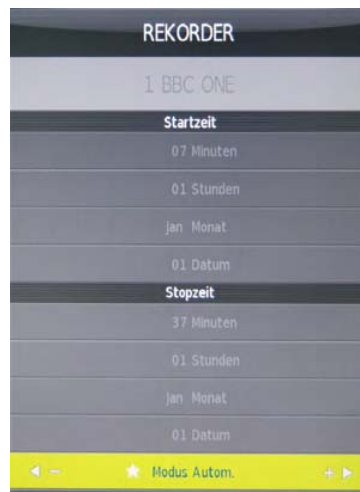 REKORDER
1 BBC ONE
Startzeit
07 Minuten
01 Stunden
Jan Monat
01 Datum
Stopzeit
37 Minuten
01 Stunden
Jan Monat
01 Datum
Modus Autom.